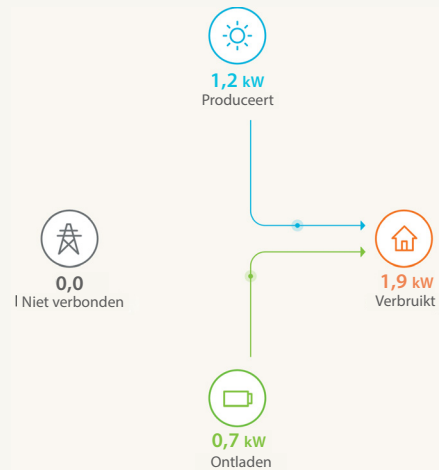 1,2 kW
Produceert
0,0
| Niet verbonden
1,9 kW
Verbruikt
0,7 kW
Ontladen